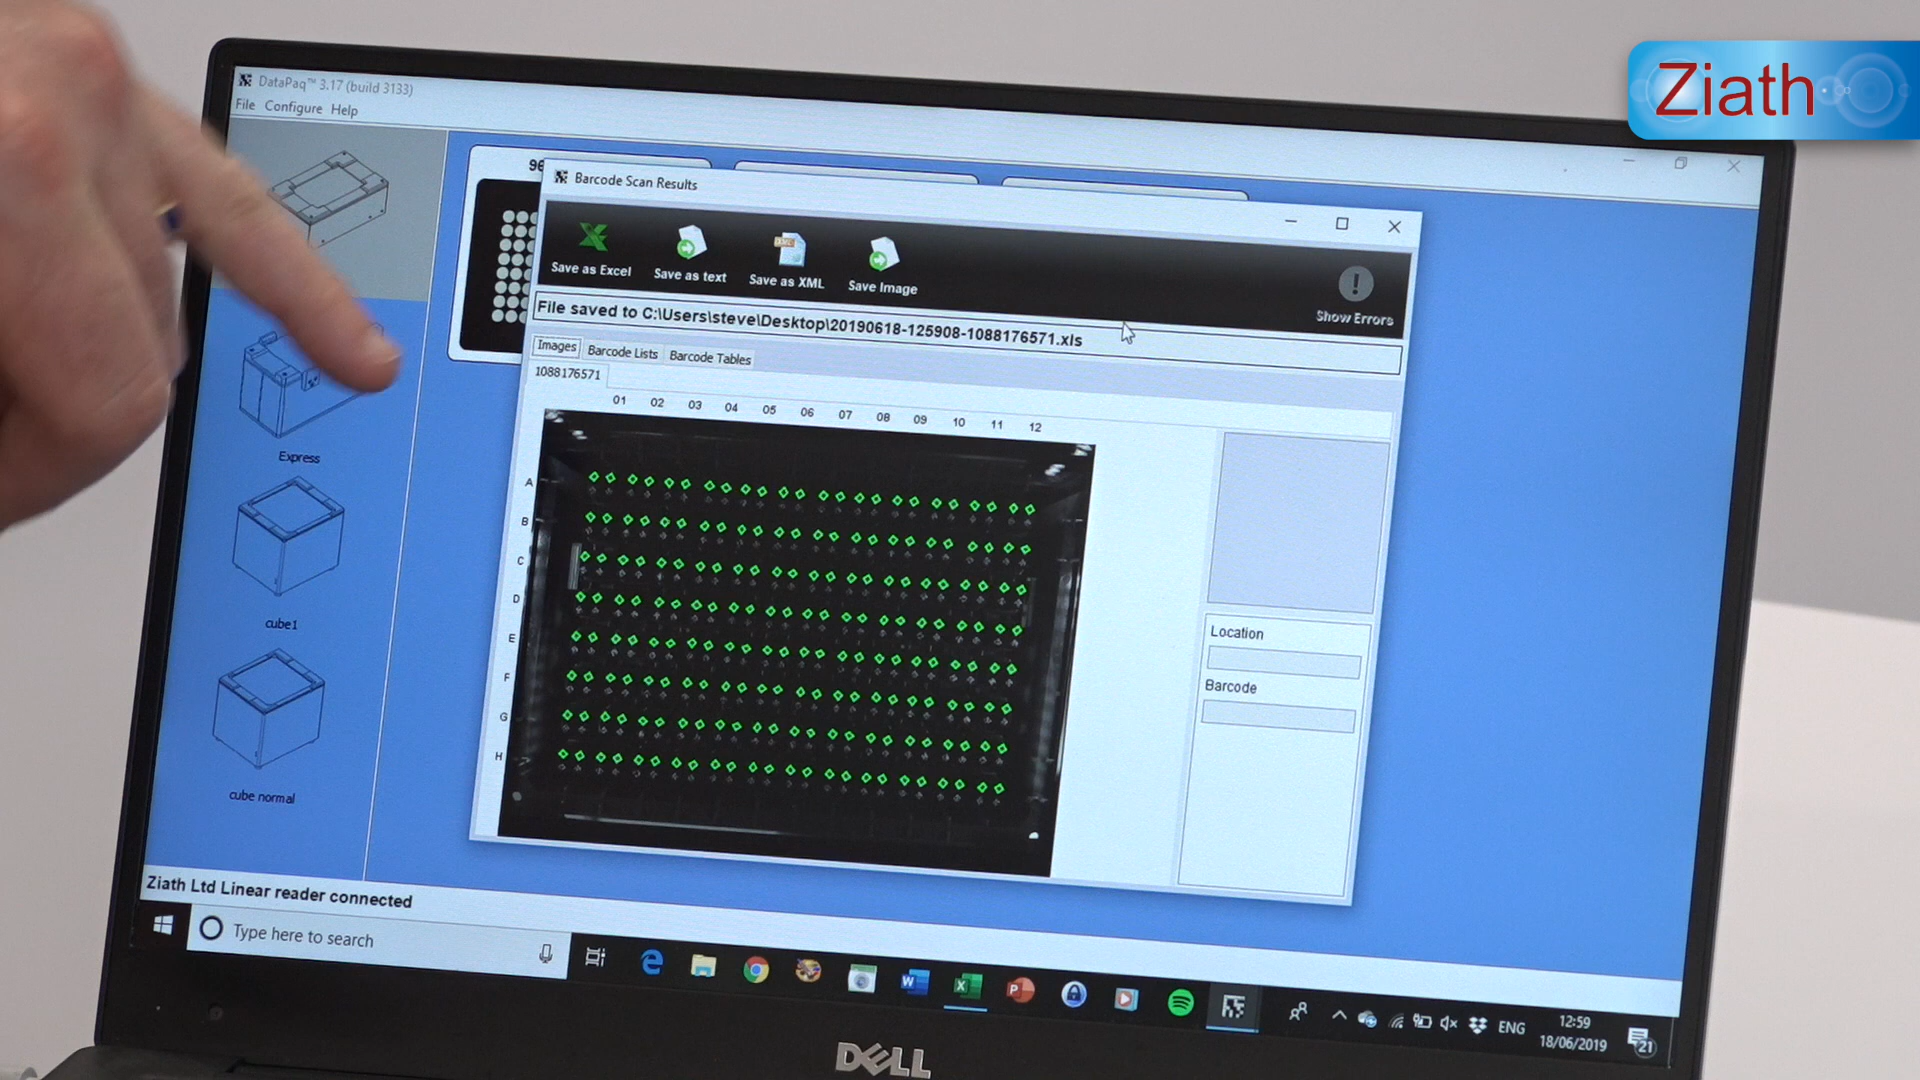 Ziath
DataPaq™ 3.17 (build 3133)
File Configure Help
96
Barcode Scan Results
Save as Excel
Save as text
Save as XML
Save Image
Show Errors
File saved to C:\Users\steve\Desktop\20190618-125908-1088176571.xls
Images Barcode Lists Barcode Tables
1088176571
01 02 03 04 05 06 07 08 09 10 11 12
A
B
C
D
E
F
G
H
Location
Barcode
Express
cube1
cube normal
Ziath Ltd Linear reader connected
Type here to search
ENG
12:59
18/06/2019
21
DELL